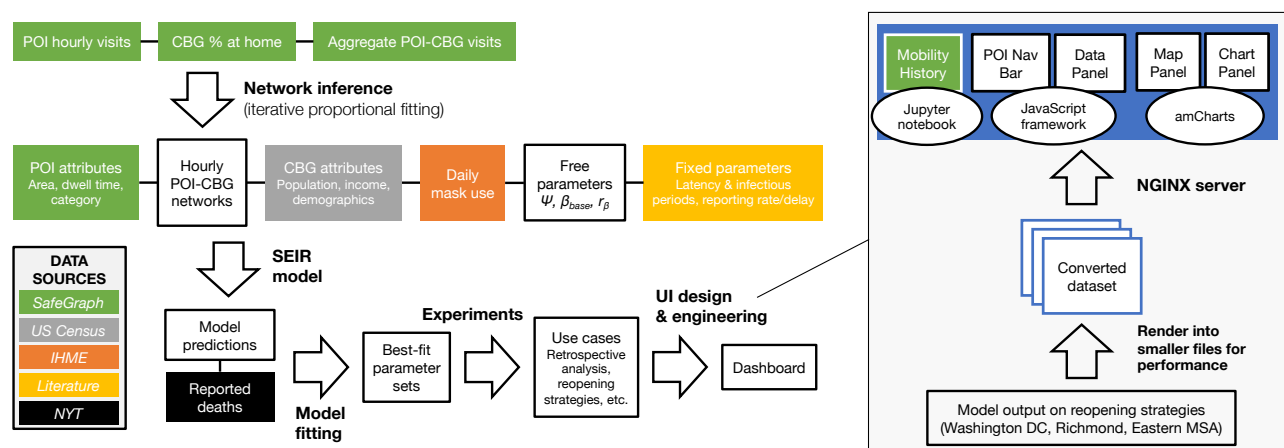 POI hourly visits
CBG % at home
Aggregate POI-CBG visits
Network inference
(iterative proportional fitting)
POI attributes
Area, dwell time,
category
Hourly
POI-CBG
networks
CBG attributes
Population, income,
demographics
Daily
mask use
Free
parameters
Ψ, β_base, r_β
Fixed parameters
Latency & infectious
periods, reporting rate/delay
DATA
SOURCES
SafeGraph
US Census
IHME
Literature
NYT
SEIR
model
Model
predictions
Reported
deaths
Model
fitting
Best-fit
parameter
sets
Experiments
Use cases
Retrospective
analysis,
reopening
strategies, etc.
UI design
& engineering
Dashboard
Mobility
History
POI Nav
Bar
Data
Panel
Map
Panel
Chart
Panel
Jupyter
notebook
JavaScript
framework
amCharts
NGINX server
Converted
dataset
Render into
smaller files for
performance
Model output on reopening strategies
(Washington DC, Richmond, Eastern MSA)